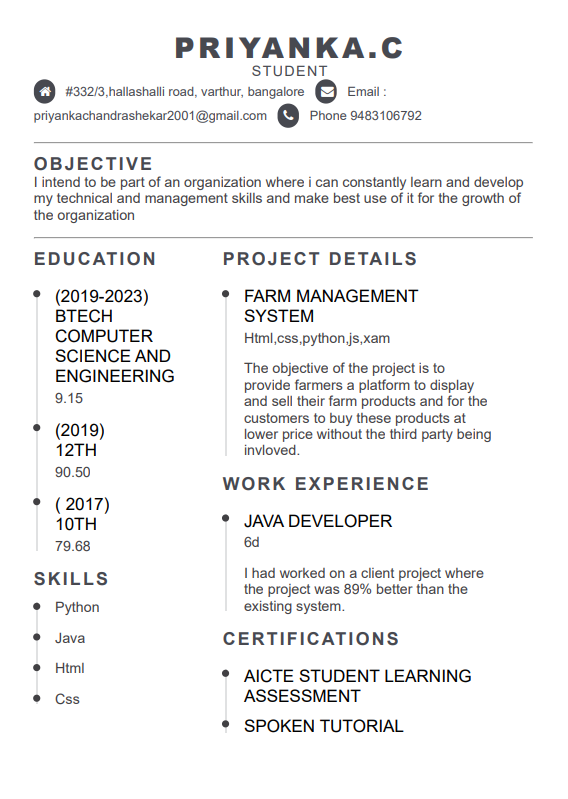 PRIYANKA.C
STUDENT
#332/3,hallashalli road, varthur, bangalore Email :
priyankachandrashekar2001@gmail.com Phone 9483106792
OBJECTIVE
I intend to be part of an organization where i can constantly learn and develop
my technical and management skills and make best use of it for the growth of
the organization
EDUCATION
(2019-2023)
BTECH
COMPUTER
SCIENCE AND
ENGINEERING
9.15
(2019)
12TH
90.50
( 2017)
10TH
79.68
SKILLS
Python
Java
Html
Css
PROJECT DETAILS
FARM MANAGEMENT
SYSTEM
Html,css,python,js,xam
The objective of the project is to
provide farmers a platform to display
and sell their farm products and for the
customers to buy these products at
lower price without the third party being
invloved.
WORK EXPERIENCE
JAVA DEVELOPER
6d
I had worked on a client project where
the project was 89% better than the
existing system.
CERTIFICATIONS
AICTE STUDENT LEARNING
ASSESSMENT
SPOKEN TUTORIAL